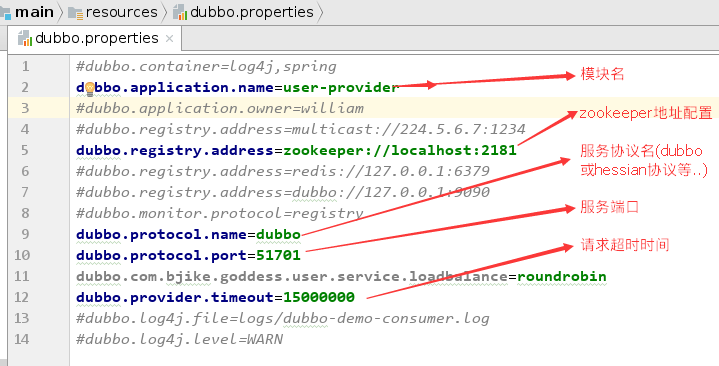 main resources dubbo.properties
dubbo.properties
1 #dubbo.container=log4j,spring
2 dubbo.application.name=user-provider
模块名
3 #dubbo.application.owner=william
4 #dubbo.registry.address=multicast://224.5.6.7:1234
zookeeper地址配置
5 dubbo.registry.address=zookeeper://localhost:2181
服务协议名(dubbo
或hessian协议等..)
6 #dubbo.registry.address=redis://127.0.0.1:6379
7 #dubbo.registry.address=dubbo://127.0.0.1:9090
8 #dubbo.monitor.protocol=registry
服务端口
9 dubbo.protocol.name=dubbo
10 dubbo.protocol.port=51701
请求超时时间
11 dubbo.com.bjike.goddess.user.service.loadbalance=roundrobin
12 dubbo.provider.timeout=15000000
13 #dubbo.log4j.file=logs/dubbo-demo-consumer.log
14 #dubbo.log4j.level=WARN